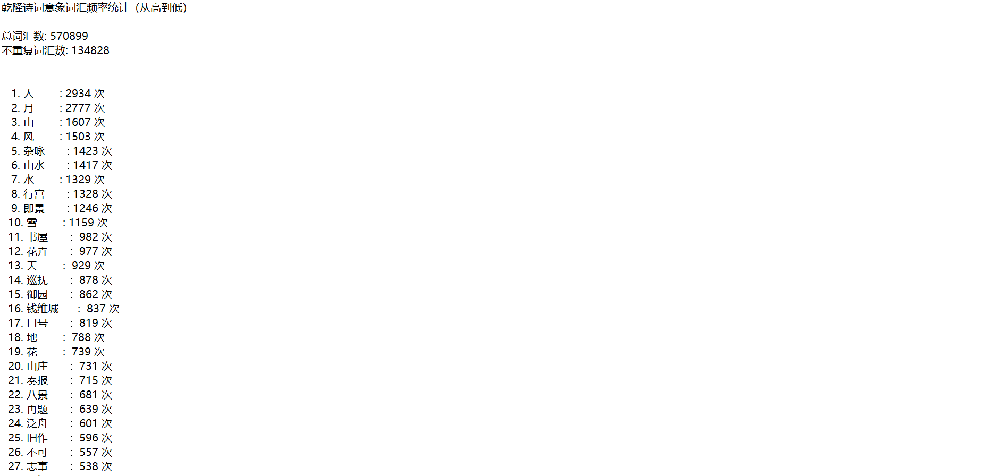 乾隆诗词意象词汇频率统计（从高到低）
============================================================
总词汇数: 570899
不重复词汇数: 134828
============================================================
1. 人 : 2934 次
2. 月 : 2777 次
3. 山 : 1607 次
4. 风 : 1503 次
5. 杂咏 : 1423 次
6. 山水 : 1417 次
7. 水 : 1329 次
8. 行宫 : 1328 次
9. 即景 : 1246 次
10. 雪 : 1159 次
11. 书屋 : 982 次
12. 花卉 : 977 次
13. 天 : 929 次
14. 巡抚 : 878 次
15. 御园 : 862 次
16. 钱维城 : 837 次
17. 口号 : 819 次
18. 地 : 788 次
19. 花 : 739 次
20. 山庄 : 731 次
21. 奏报 : 715 次
22. 八景 : 681 次
23. 再题 : 639 次
24. 泛舟 : 601 次
25. 旧作 : 596 次
26. 不可 : 557 次
27. 志事 : 538 次